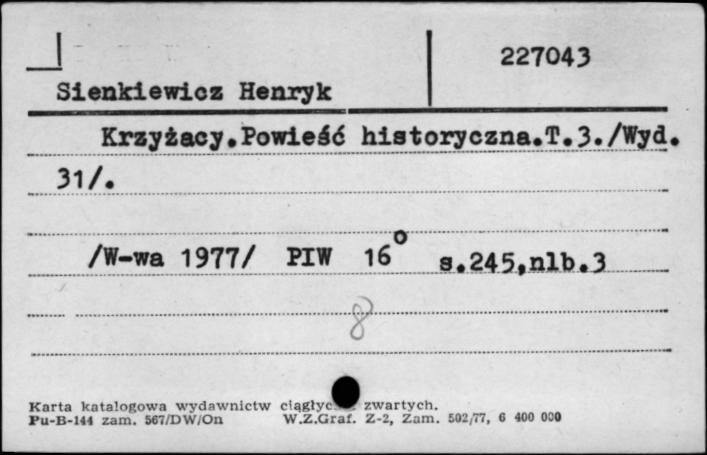 227043
Sienkiewicz Henryk
Krzyżacy.Powieść historyczna.T.3./Wyd.
31/.
/W-wa 1977/ PIW 16° s.245,nlb.3
8
Karta katalogowa wydawnictw zwartych.
Pu-B-144 zam. 567/DW/On W.Z.Graf. Z-2, Zam. 502/77, 6 400 000